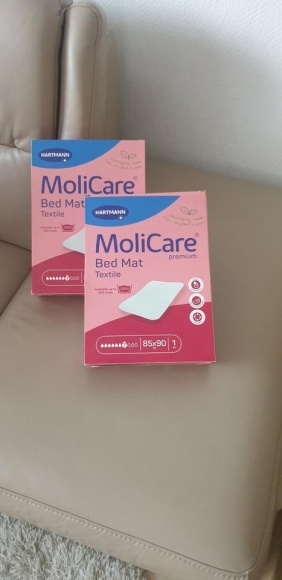 HARTMANN
MoliCare®
Bed Mat
Textile
HARTMANN
MoliCare®
premium
Bed Mat
Textile
85x90
1